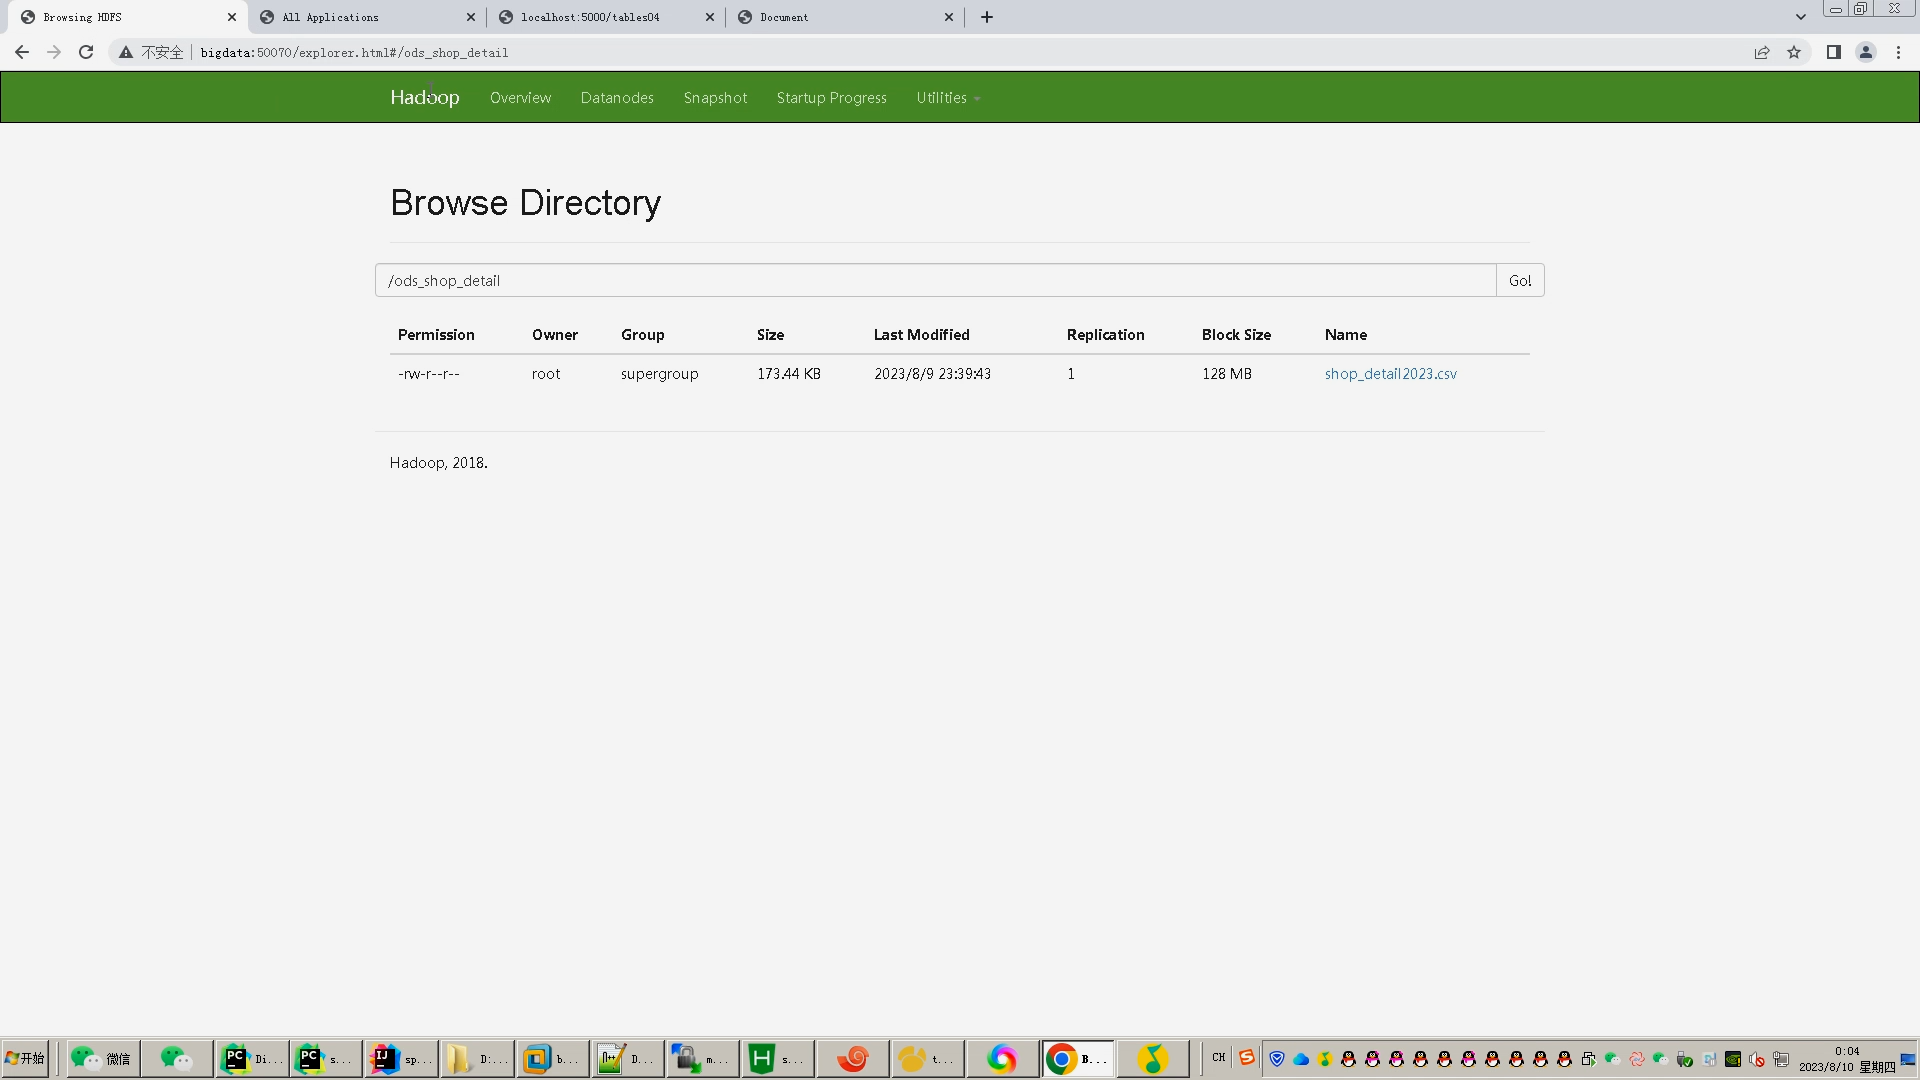 Browsing HDFS
All Applications
localhost:5000/tables04
Document
不安全
bigdata:50070/explorer.html#/ods_shop_detail
Hadoop Overview Datanodes Snapshot Startup Progress Utilities
Browse Directory
/ods_shop_detail Go!
Permission Owner Group Size Last Modified Replication Block Size Name
-rw-r--r-- root supergroup 173.44 KB 2023/8/9 23:39:43 1 128 MB shop_detail2023.csv
Hadoop, 2018.
开始 微信 PC Di... PC s... IJ sp... D:... b... D... m... H s... t... B... CH
0:04
2023/8/10 星期四